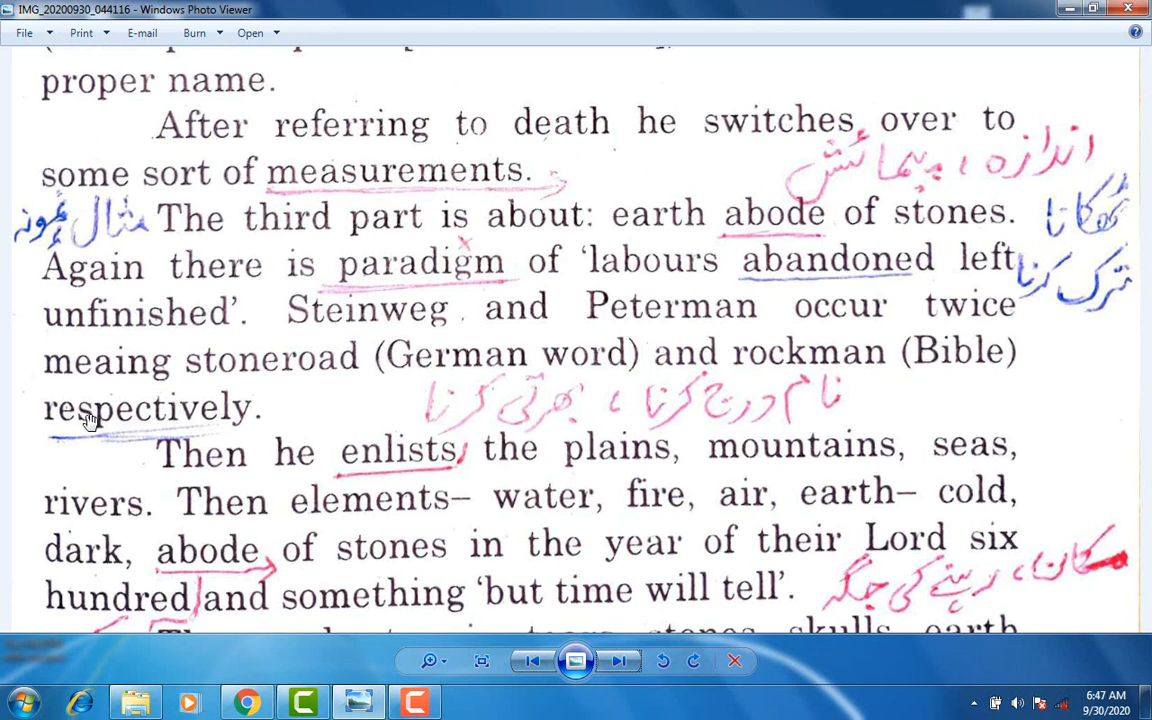 IMG_20200930_044116 - Windows Photo Viewer
File Print E-mail Burn Open
proper name.
After referring to death he switches over to
some sort of measurements.
اندازہ، پیمائش
The third part is about: earth abode of stones.
مثال، نمونہ
ٹھکانا
Again there is paradigm of ‘labours abandoned left
ترک کرنا
unfinished’. Steinweg and Peterman occur twice
meaing stoneroad (German word) and rockman (Bible)
respectively.
نام درج کرنا، بھرتی کرنا
Then he enlists, the plains, mountains, seas,
rivers. Then elements– water, fire, air, earth– cold,
dark, abode of stones in the year of their Lord six
hundred and something ‘but time will tell’.
مکان، رہنے کی جگہ
stones skulls earth
6:47 AM
9/30/2020